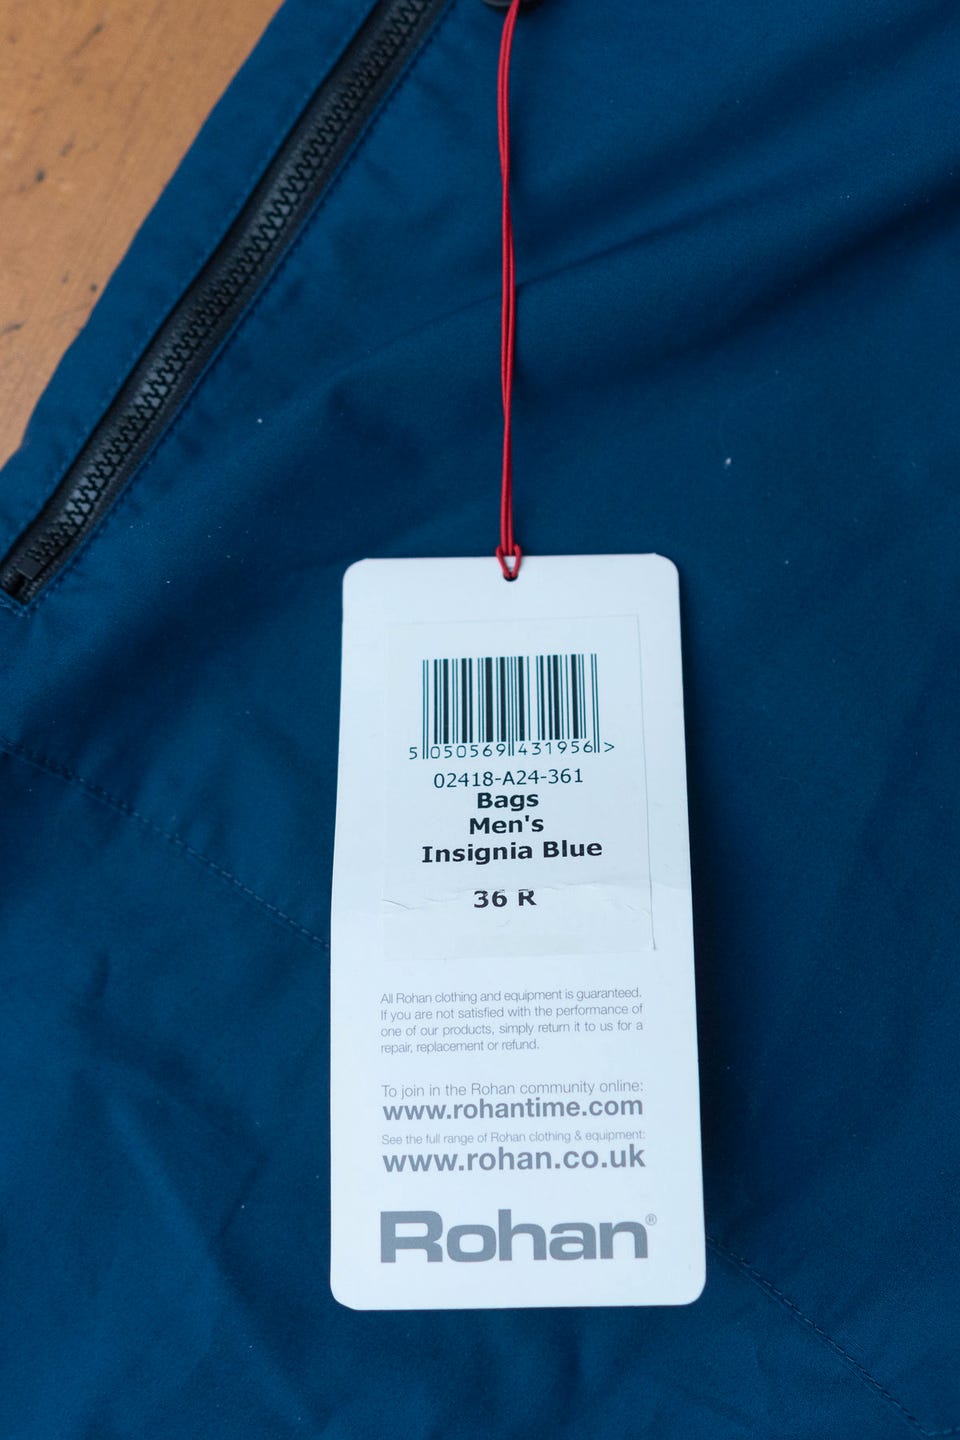 5 050569 431956 >
02418-A24-361
Bags
Men's
Insignia Blue
36 R
All Rohan clothing and equipment is guaranteed.
If you are not satisfied with the performance of
one of our products, simply return it to us for a
repair, replacement or refund.
To join in the Rohan community online:
www.rohantime.com
See the full range of Rohan clothing & equipment:
www.rohan.co.uk
Rohan®